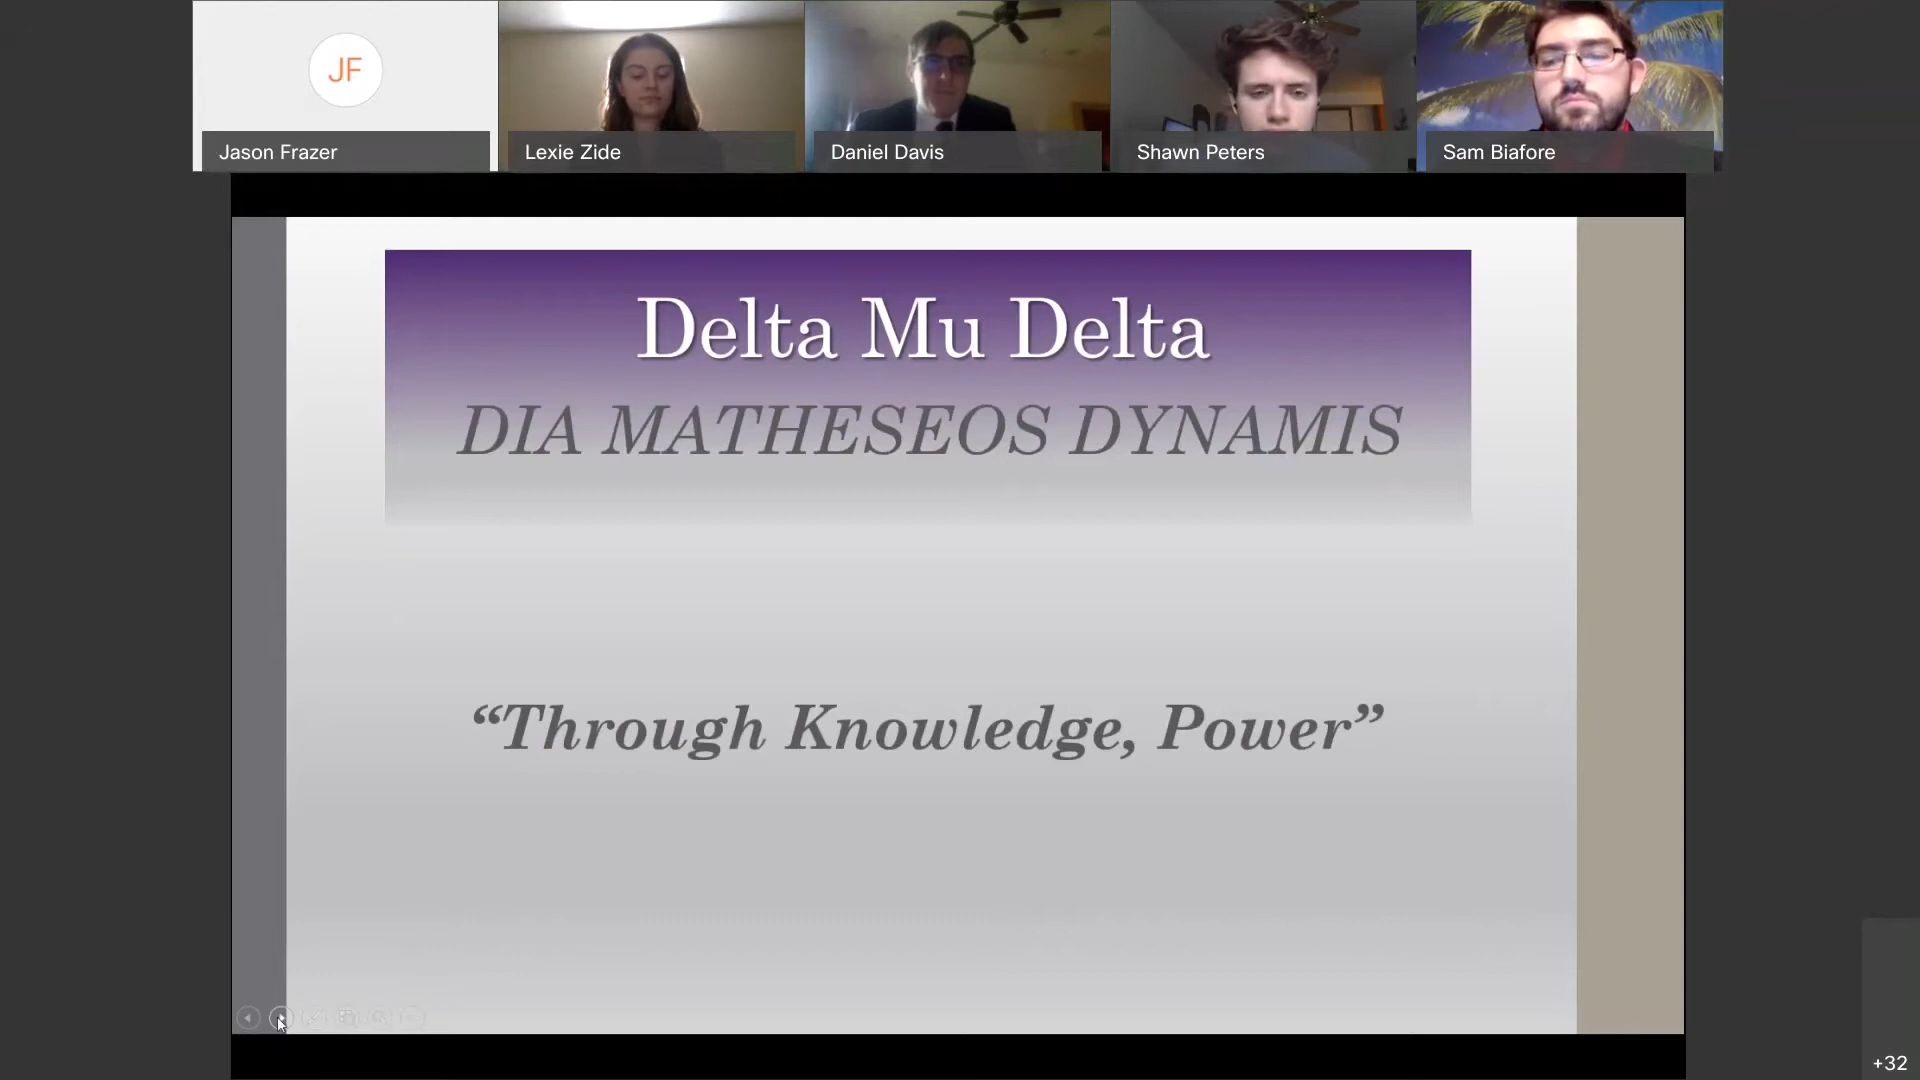 JF
Jason Frazer
Lexie Zide
Daniel Davis
Shawn Peters
Sam Biafore
Delta Mu Delta
DIA MATHESEOS DYNAMIS
“Through Knowledge, Power”
+32